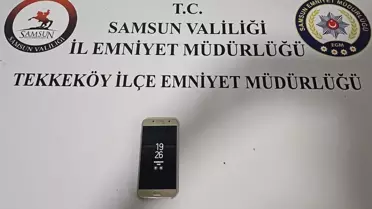 T.C.
SAMSUN VALİLİĞİ
İL EMNİYET MÜDÜRLÜĞÜ
TEKKEKÖY İLÇE EMNİYET MÜDÜRLÜĞÜ
SAMSUN
VALİLİĞİ
SAMSUN EMNİYET MÜDÜRLÜĞÜ
EGM
19
26